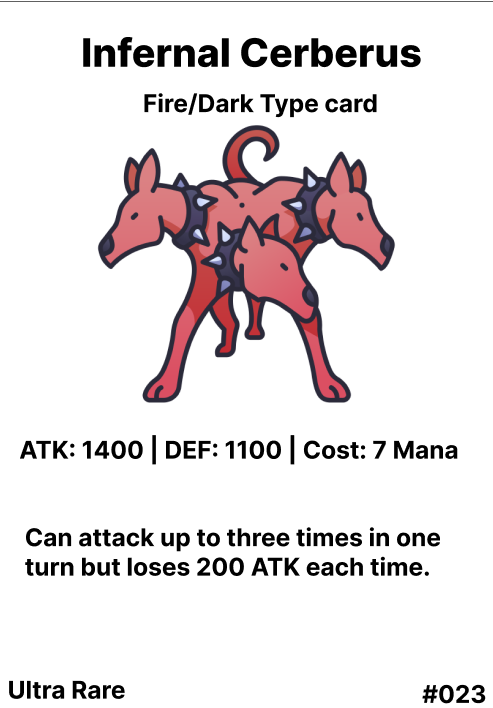 Infernal Cerberus
Fire/Dark Type card
ATK: 1400 | DEF: 1100 | Cost: 7 Mana
Can attack up to three times in one
turn but loses 200 ATK each time.
Ultra Rare
#023